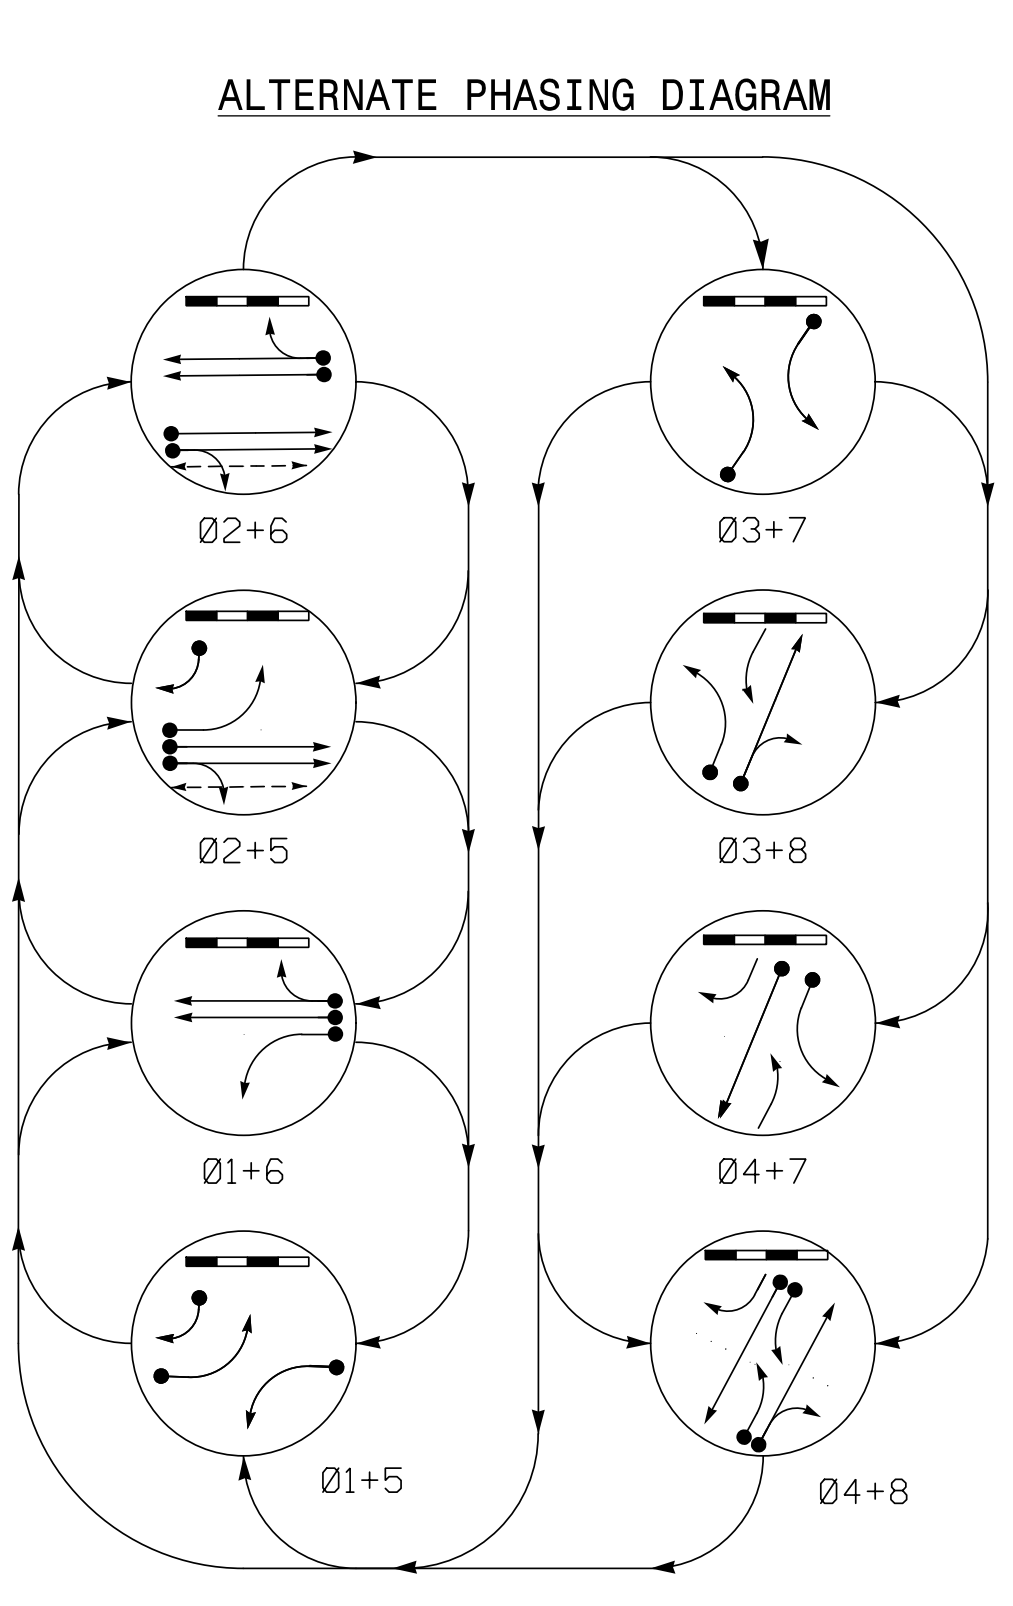 ALTERNATE PHASING DIAGRAM
Ø2+6
Ø3+7
Ø2+5
Ø3+8
Ø1+6
Ø4+7
Ø1+5
Ø4+8